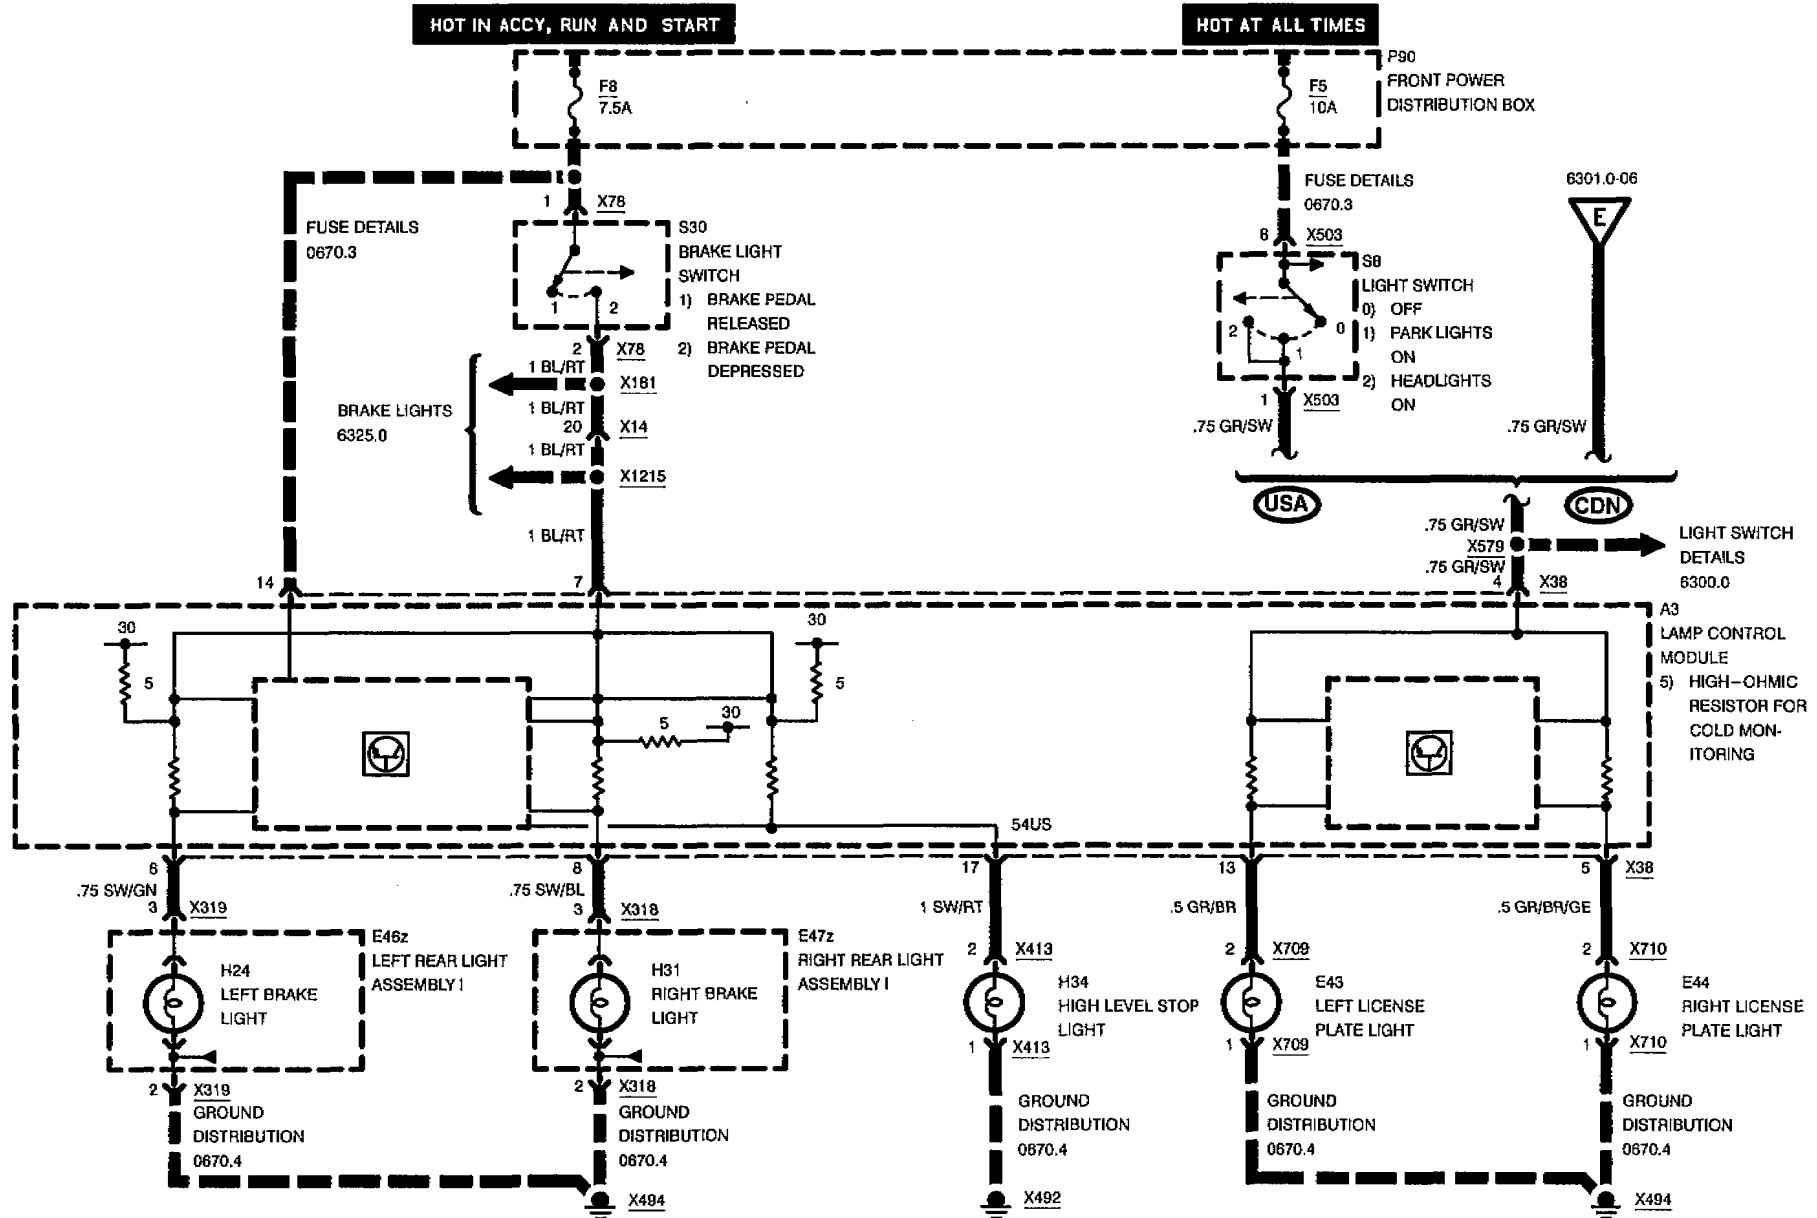 HOT IN ACCY, RUN AND START
HOT AT ALL TIMES
P90
FRONT POWER
DISTRIBUTION BOX
F8
7.5A
F5
10A
FUSE DETAILS
0670.3
1
X78
S30
BRAKE LIGHT
SWITCH
1) BRAKE PEDAL
RELEASED
2) BRAKE PEDAL
DEPRESSED
1
2
2
X78
1 BL/RT
X181
1 BL/RT
20
X14
1 BL/RT
X1215
1 BL/RT
BRAKE LIGHTS
6325.0
FUSE DETAILS
0670.3
6
X503
S8
LIGHT SWITCH
0) OFF
1) PARK LIGHTS
ON
2) HEADLIGHTS
ON
2
0
1
1
X503
.75 GR/SW
6301.0-06
E
.75 GR/SW
USA
CDN
.75 GR/SW
X579
.75 GR/SW
LIGHT SWITCH
DETAILS
6300.0
14
7
4
X38
A3
LAMP CONTROL
MODULE
5) HIGH-OHMIC
RESISTOR FOR
COLD MON-
ITORING
30
5
30
5
5
30
54US
6
8
17
13
5
X38
.75 SW/GN
3
X319
.75 SW/BL
3
X318
1 SW/RT
2
X413
.5 GR/BR
2
X709
.5 GR/BR/GE
2
X710
E46z
LEFT REAR LIGHT
ASSEMBLY I
H24
LEFT BRAKE
LIGHT
E47z
RIGHT REAR LIGHT
ASSEMBLY I
H31
RIGHT BRAKE
LIGHT
H34
HIGH LEVEL STOP
LIGHT
E43
LEFT LICENSE
PLATE LIGHT
E44
RIGHT LICENSE
PLATE LIGHT
2
X319
2
X318
1
X413
1
X709
1
X710
GROUND
DISTRIBUTION
0670.4
GROUND
DISTRIBUTION
0670.4
GROUND
DISTRIBUTION
0670.4
GROUND
DISTRIBUTION
0670.4
GROUND
DISTRIBUTION
0670.4
X494
X492
X494